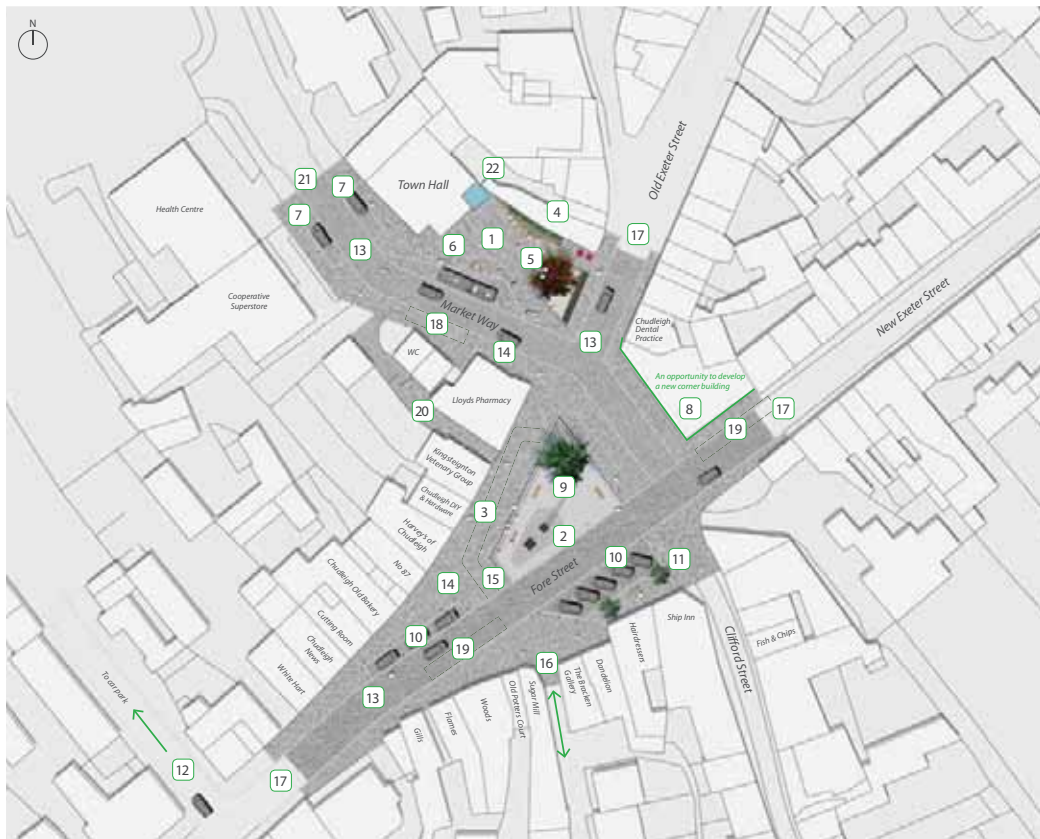 N
22
21
7
Town Hall
4
Old Exeter Street
Health Centre
7
1
6
17
13
5
Cooperative
Superstore
Market Way
18
New Exeter Street
Chudleigh
Dental
Practice
13
14
WC
An opportunity to develop
a new corner building
Lloyds Pharmacy
8
17
20
19
Kingsteignton
Vetenary Group
9
Chudleigh DIY
& Hardware
3
Harvey's of
Chudleigh
2
No 87
Fore Street
10
11
14
15
Chudleigh Old Bakery
Cutting Room
Chudleigh
News
White Hart
10
19
Hairdressers
Ship Inn
Clifford Street
Fish & Chips
16
13
To car park
Dandelion
The Bracken
Gallery
Sugar Mill
Old Potters Court
Woods
Flames
Gills
12
17